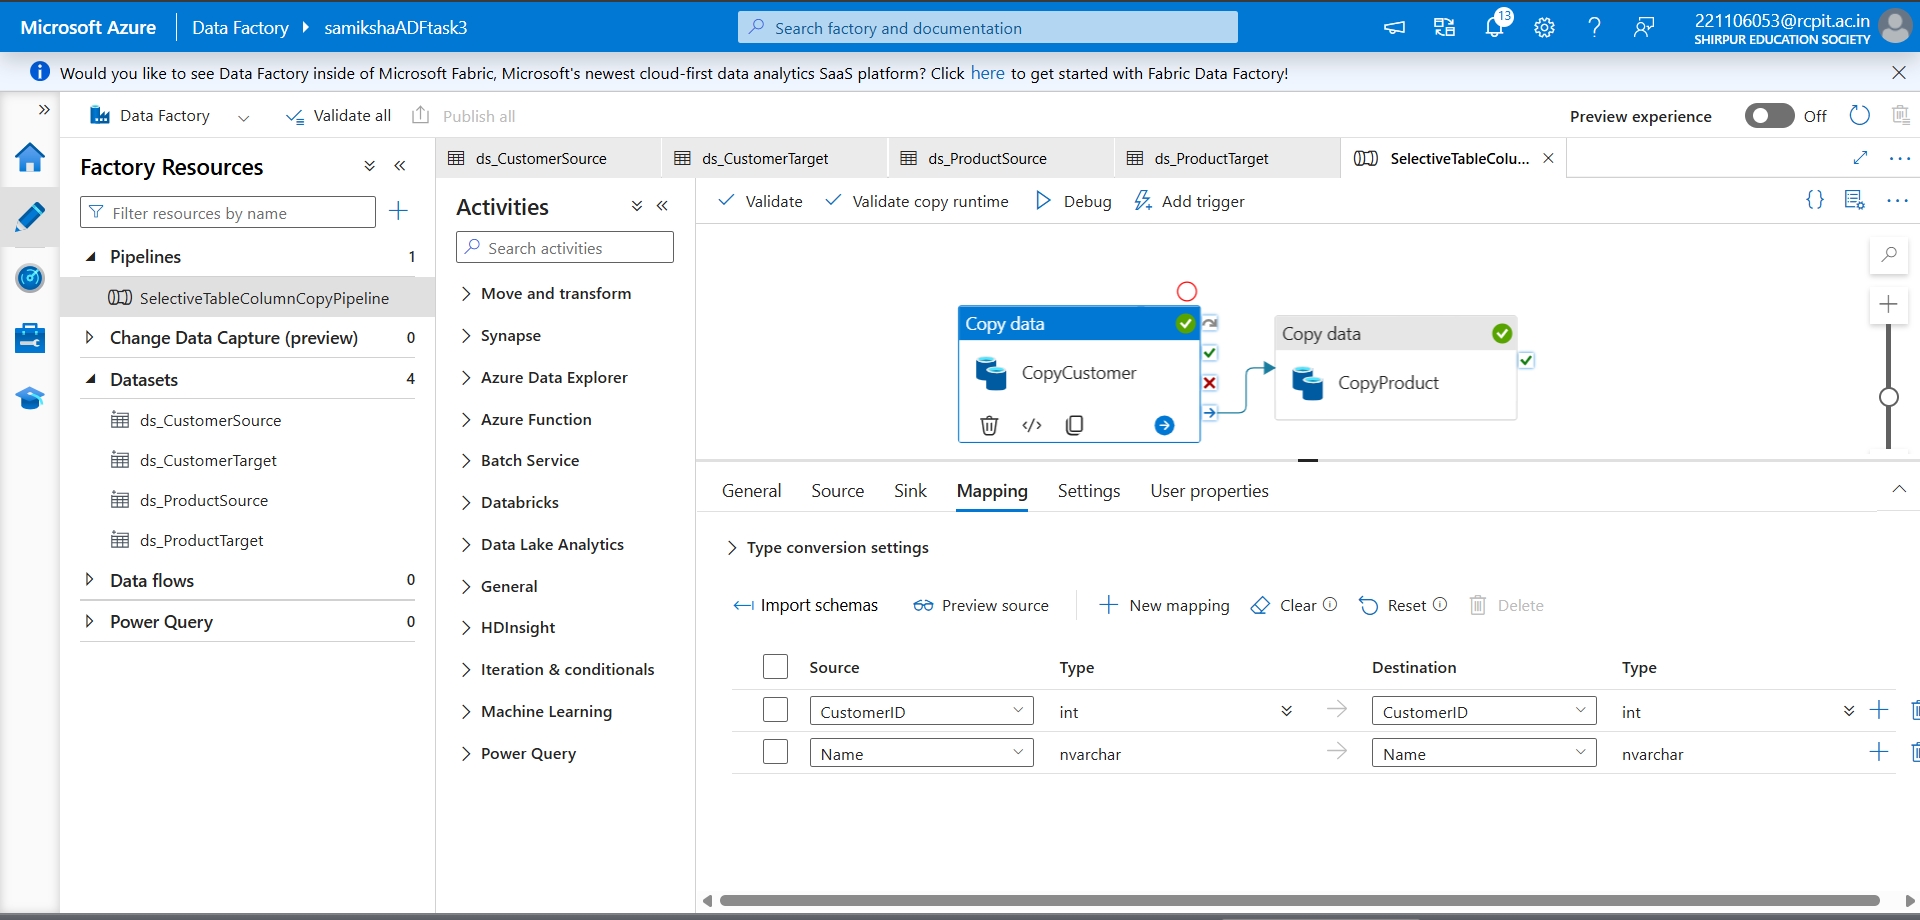 Microsoft Azure
Data Factory
samikshaADFtask3
Search factory and documentation
13
221106053@rcpit.ac.in
SHIRPUR EDUCATION SOCIETY
Would you like to see Data Factory inside of Microsoft Fabric, Microsoft's newest cloud-first data analytics SaaS platform? Click here to get started with Fabric Data Factory!
Data Factory
Validate all
Publish all
Preview experience
Off
Factory Resources
Filter resources by name
Pipelines
1
SelectiveTableColumnCopyPipeline
Change Data Capture (preview)
0
Datasets
4
ds_CustomerSource
ds_CustomerTarget
ds_ProductSource
ds_ProductTarget
Data flows
0
Power Query
0
ds_CustomerSource
ds_CustomerTarget
ds_ProductSource
ds_ProductTarget
SelectiveTableColu...
Activities
Search activities
Move and transform
Synapse
Azure Data Explorer
Azure Function
Batch Service
Databricks
Data Lake Analytics
General
HDInsight
Iteration & conditionals
Machine Learning
Power Query
Validate
Validate copy runtime
Debug
Add trigger
Copy data
CopyCustomer
Copy data
CopyProduct
General
Source
Sink
Mapping
Settings
User properties
Type conversion settings
Import schemas
Preview source
New mapping
Clear
Reset
Delete
Source
Type
Destination
Type
CustomerID
int
CustomerID
int
Name
nvarchar
Name
nvarchar